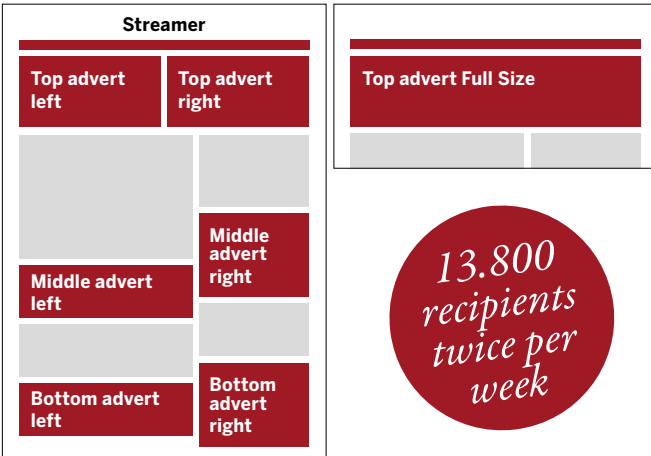 Streamer
Top advert
left
Top advert
right
Middle
advert
right
Middle advert
left
Bottom advert
left
Bottom
advert
right
Top advert Full Size
13.800
recipients
twice per
week